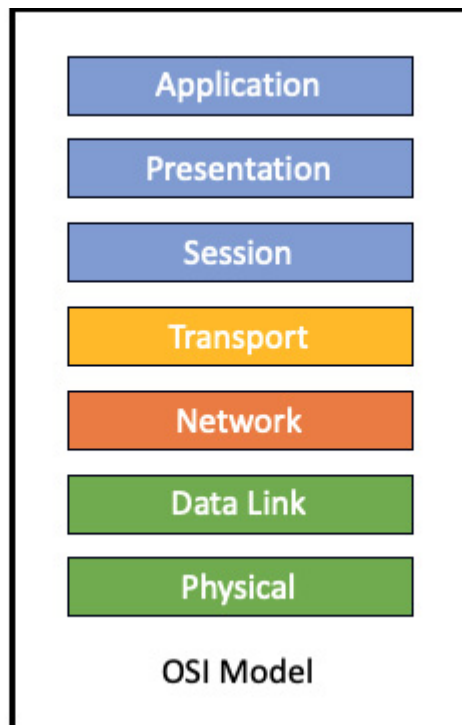 Application
Presentation
Session
Transport
Network
Data Link
Physical
OSI Model